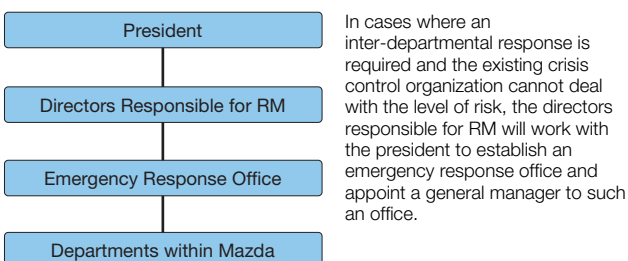 President
Directors Responsible for RM
Emergency Response Office
Departments within Mazda
In cases where an
inter-departmental response is
required and the existing crisis
control organization cannot deal
with the level of risk, the directors
responsible for RM will work with
the president to establish an
emergency response office and
appoint a general manager to such
an office.